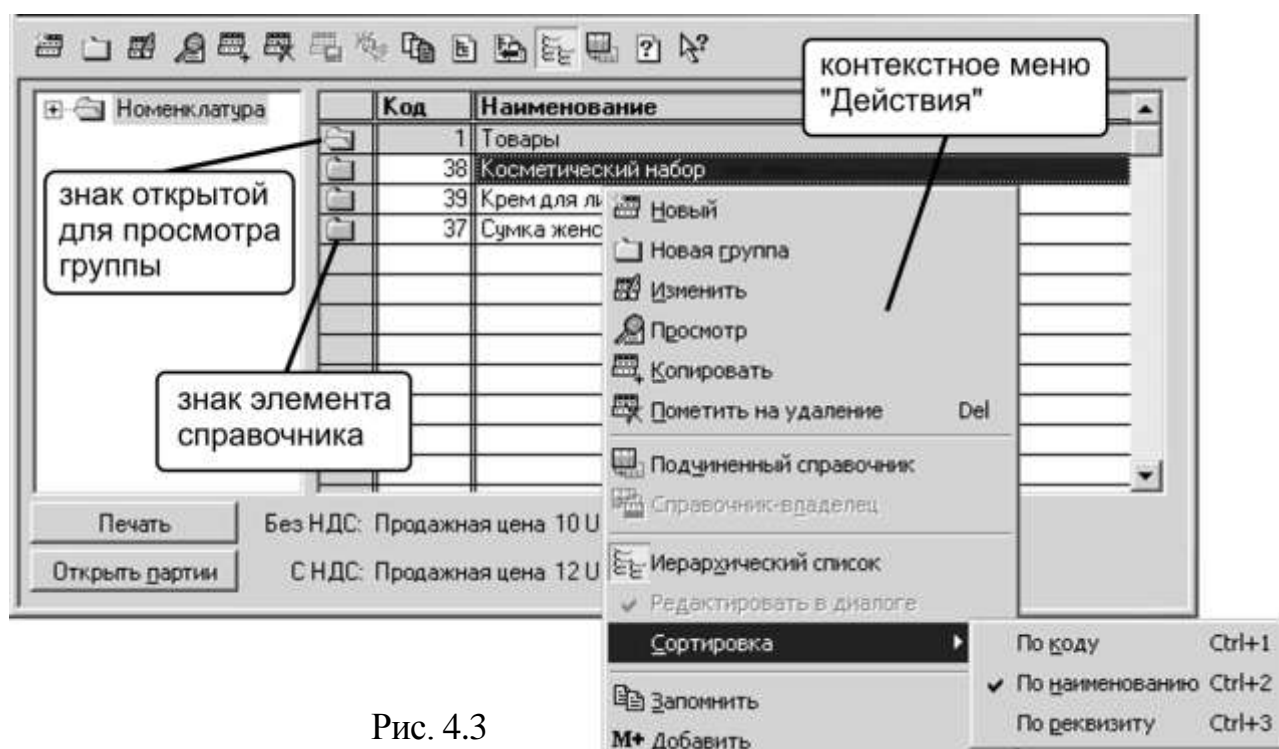 контекстное меню
"Действия"
Номенклатура
Код Наименование
1 Товары
38 Косметический набор
39 Крем для ли
37 Сумка женс
знак открытой
для просмотра
группы
знак элемента
справочника
Новый
Новая группа
Изменить
Просмотр
Копировать
Пометить на удаление Del
Подчиненный справочник
Справочник-владелец
Иерархический список
Редактировать в диалоге
Сортировка
Запомнить
M+ Добавить
По коду Ctrl+1
По наименованию Ctrl+2
По реквизиту Ctrl+3
Печать Без НДС: Продажная цена 10 U
Открыть партии С НДС: Продажная цена 12 U
Рис. 4.3